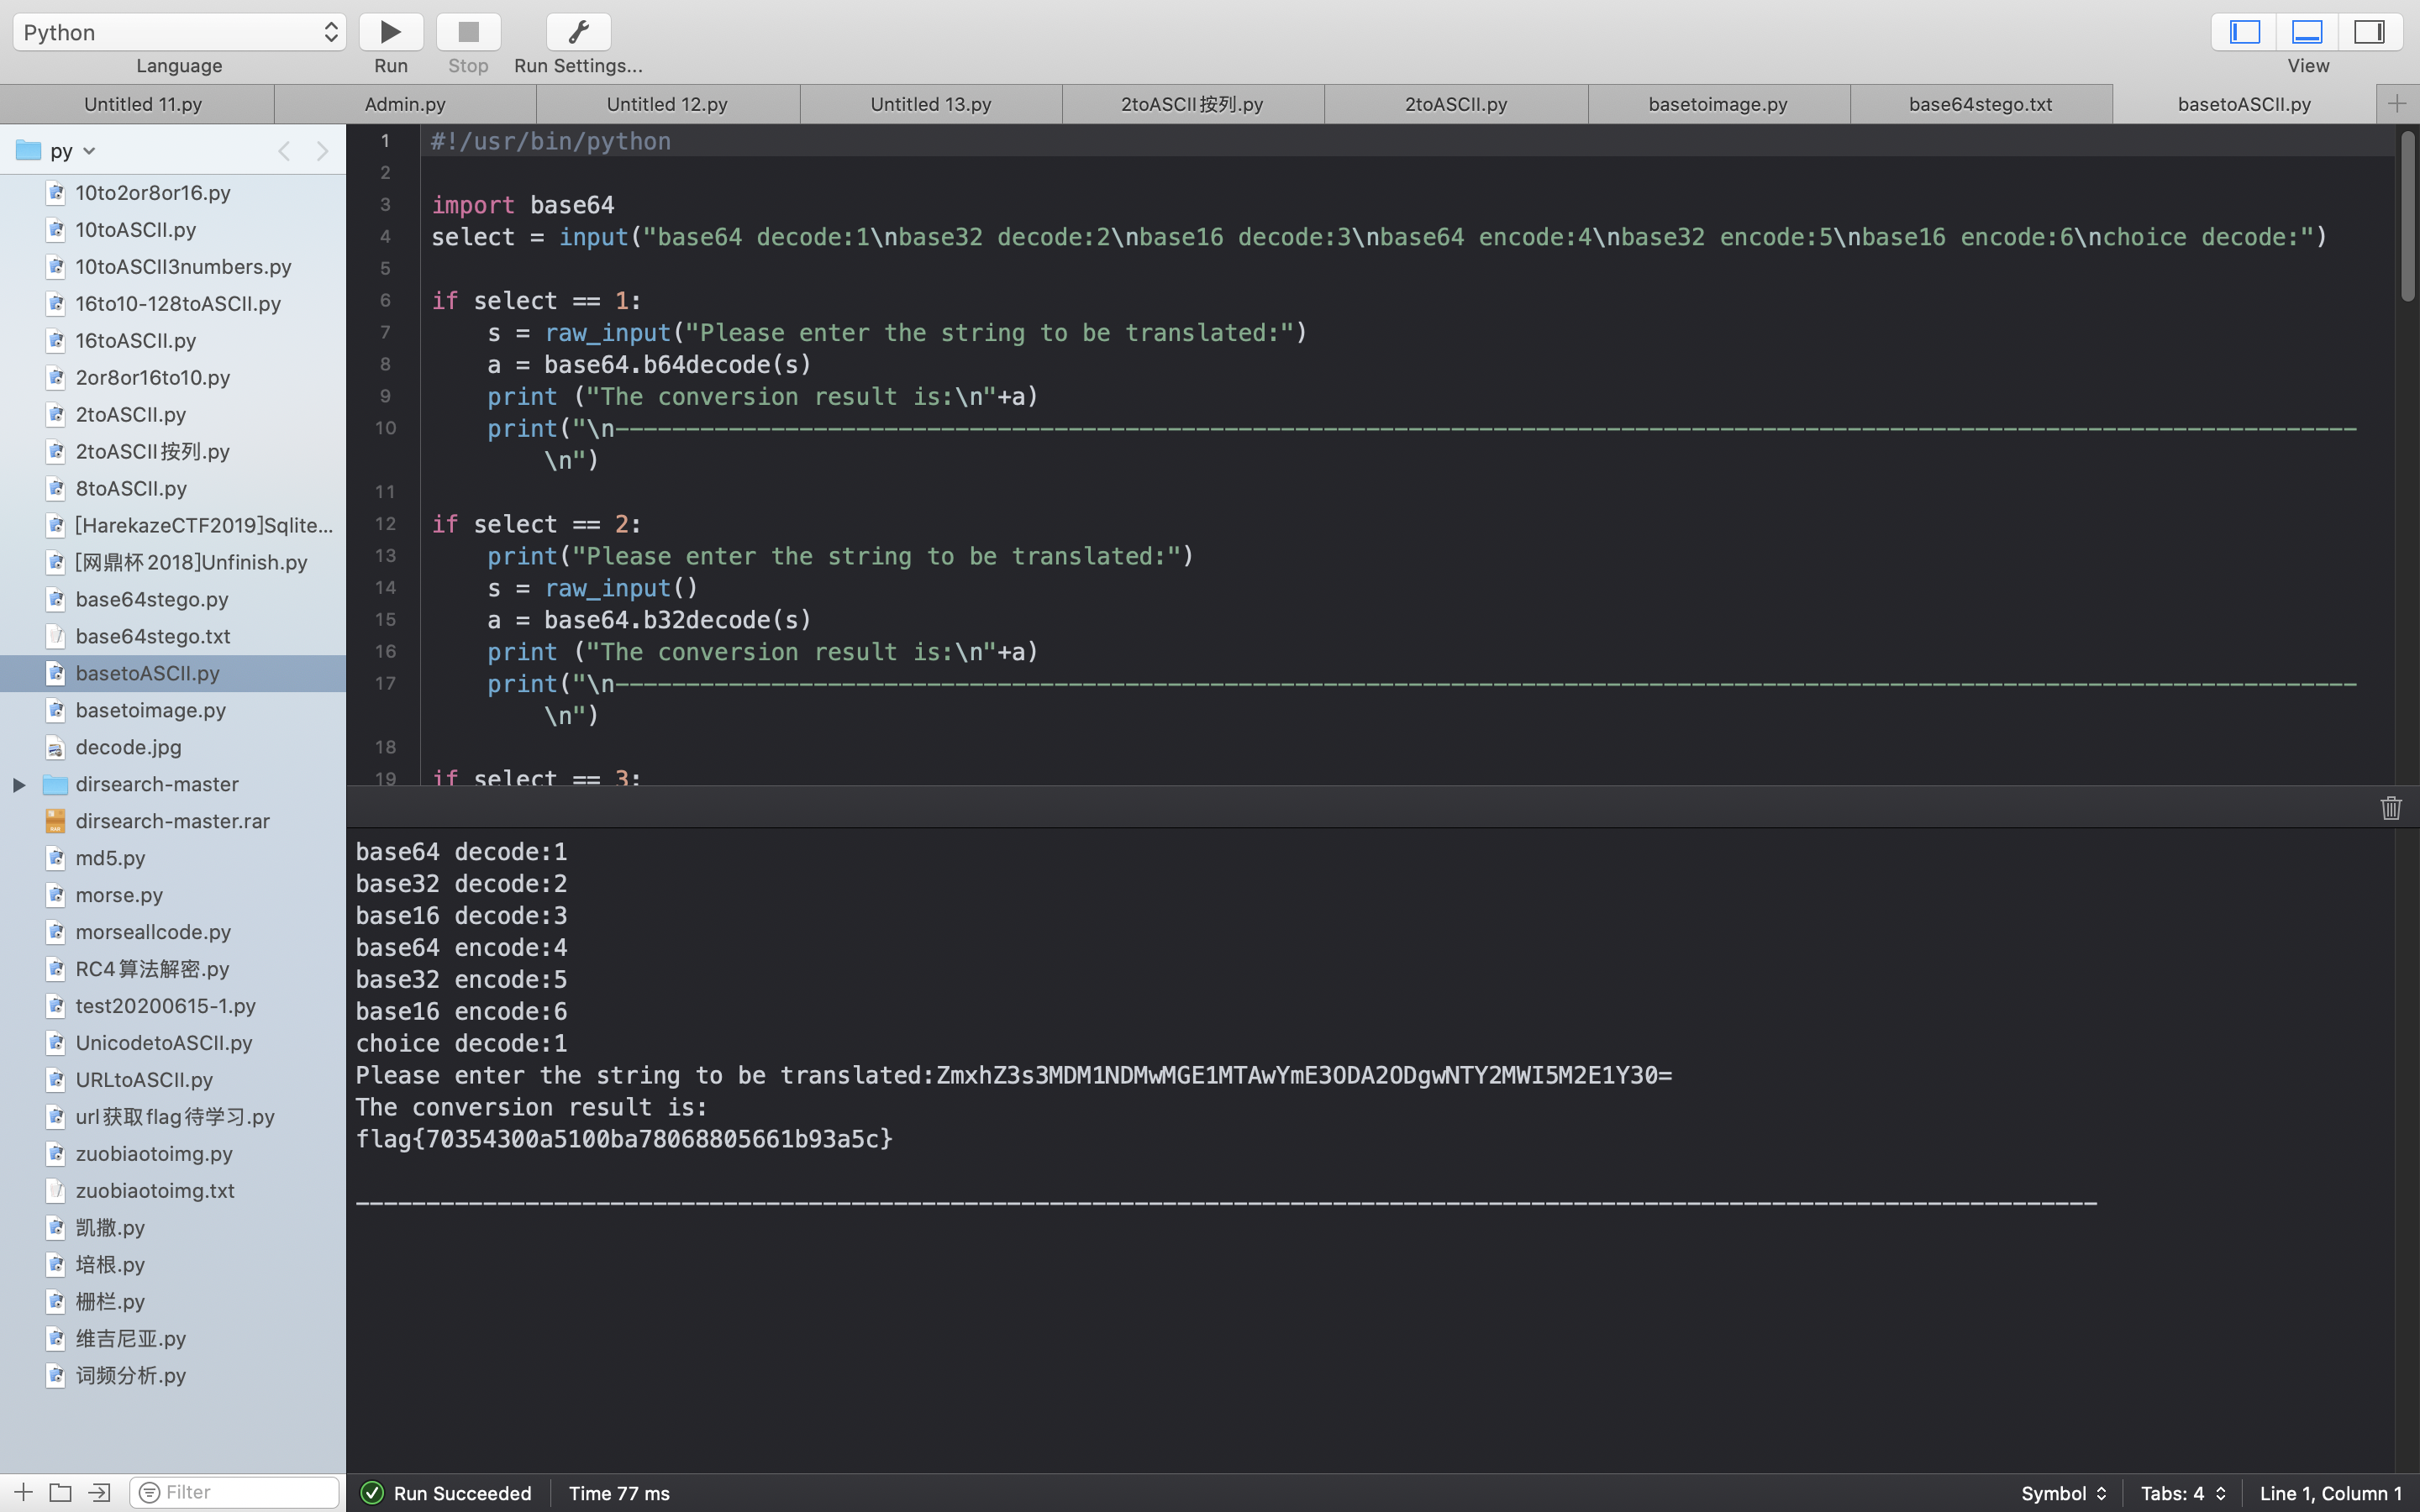 Python
Language
Run
Stop
Run Settings...
View
Untitled 11.py
Admin.py
Untitled 12.py
Untitled 13.py
2toASCII按列.py
2toASCII.py
basetoimage.py
base64stego.txt
basetoASCII.py
py
10to2or8or16.py
10toASCII.py
10toASCII3numbers.py
16to10-128toASCII.py
16toASCII.py
2or8or16to10.py
2toASCII.py
2toASCII按列.py
8toASCII.py
[HarekazeCTF2019]Sqlite...
[网鼎杯2018]Unfinish.py
base64stego.py
base64stego.txt
basetoASCII.py
basetoimage.py
decode.jpg
dirsearch-master
dirsearch-master.rar
md5.py
morse.py
morseallcode.py
RC4算法解密.py
test20200615-1.py
UnicodetoASCII.py
URLtoASCII.py
url获取flag待学习.py
zuobiaotoimg.py
zuobiaotoimg.txt
凯撒.py
培根.py
栅栏.py
维吉尼亚.py
词频分析.py
Filter
1 #!/usr/bin/python
2
3 import base64
4 select = input("base64 decode:1\nbase32 decode:2\nbase16 decode:3\nbase64 encode:4\nbase32 encode:5\nbase16 encode:6\nchoice decode:")
5
6 if select == 1:
7     s = raw_input("Please enter the string to be translated:")
8     a = base64.b64decode(s)
9     print ("The conversion result is:\n"+a)
10     print("\n---------------------------------------------------------------------------------------------------------------------------
\n")
11
12 if select == 2:
13     print("Please enter the string to be translated:")
14     s = raw_input()
15     a = base64.b32decode(s)
16     print ("The conversion result is:\n"+a)
17     print("\n---------------------------------------------------------------------------------------------------------------------------
\n")
18
19 if select == 3:
base64 decode:1
base32 decode:2
base16 decode:3
base64 encode:4
base32 encode:5
base16 encode:6
choice decode:1
Please enter the string to be translated:ZmxhZ3s3MDM1NDMwMGE1MTAwYmE3ODA2ODgwNTY2MWI5M2E1Y30=
The conversion result is:
flag{70354300a5100ba78068805661b93a5c}
---------------------------------------------------------------------------------------------------------------------------
Run Succeeded
Time 77 ms
Symbol
Tabs: 4
Line 1, Column 1